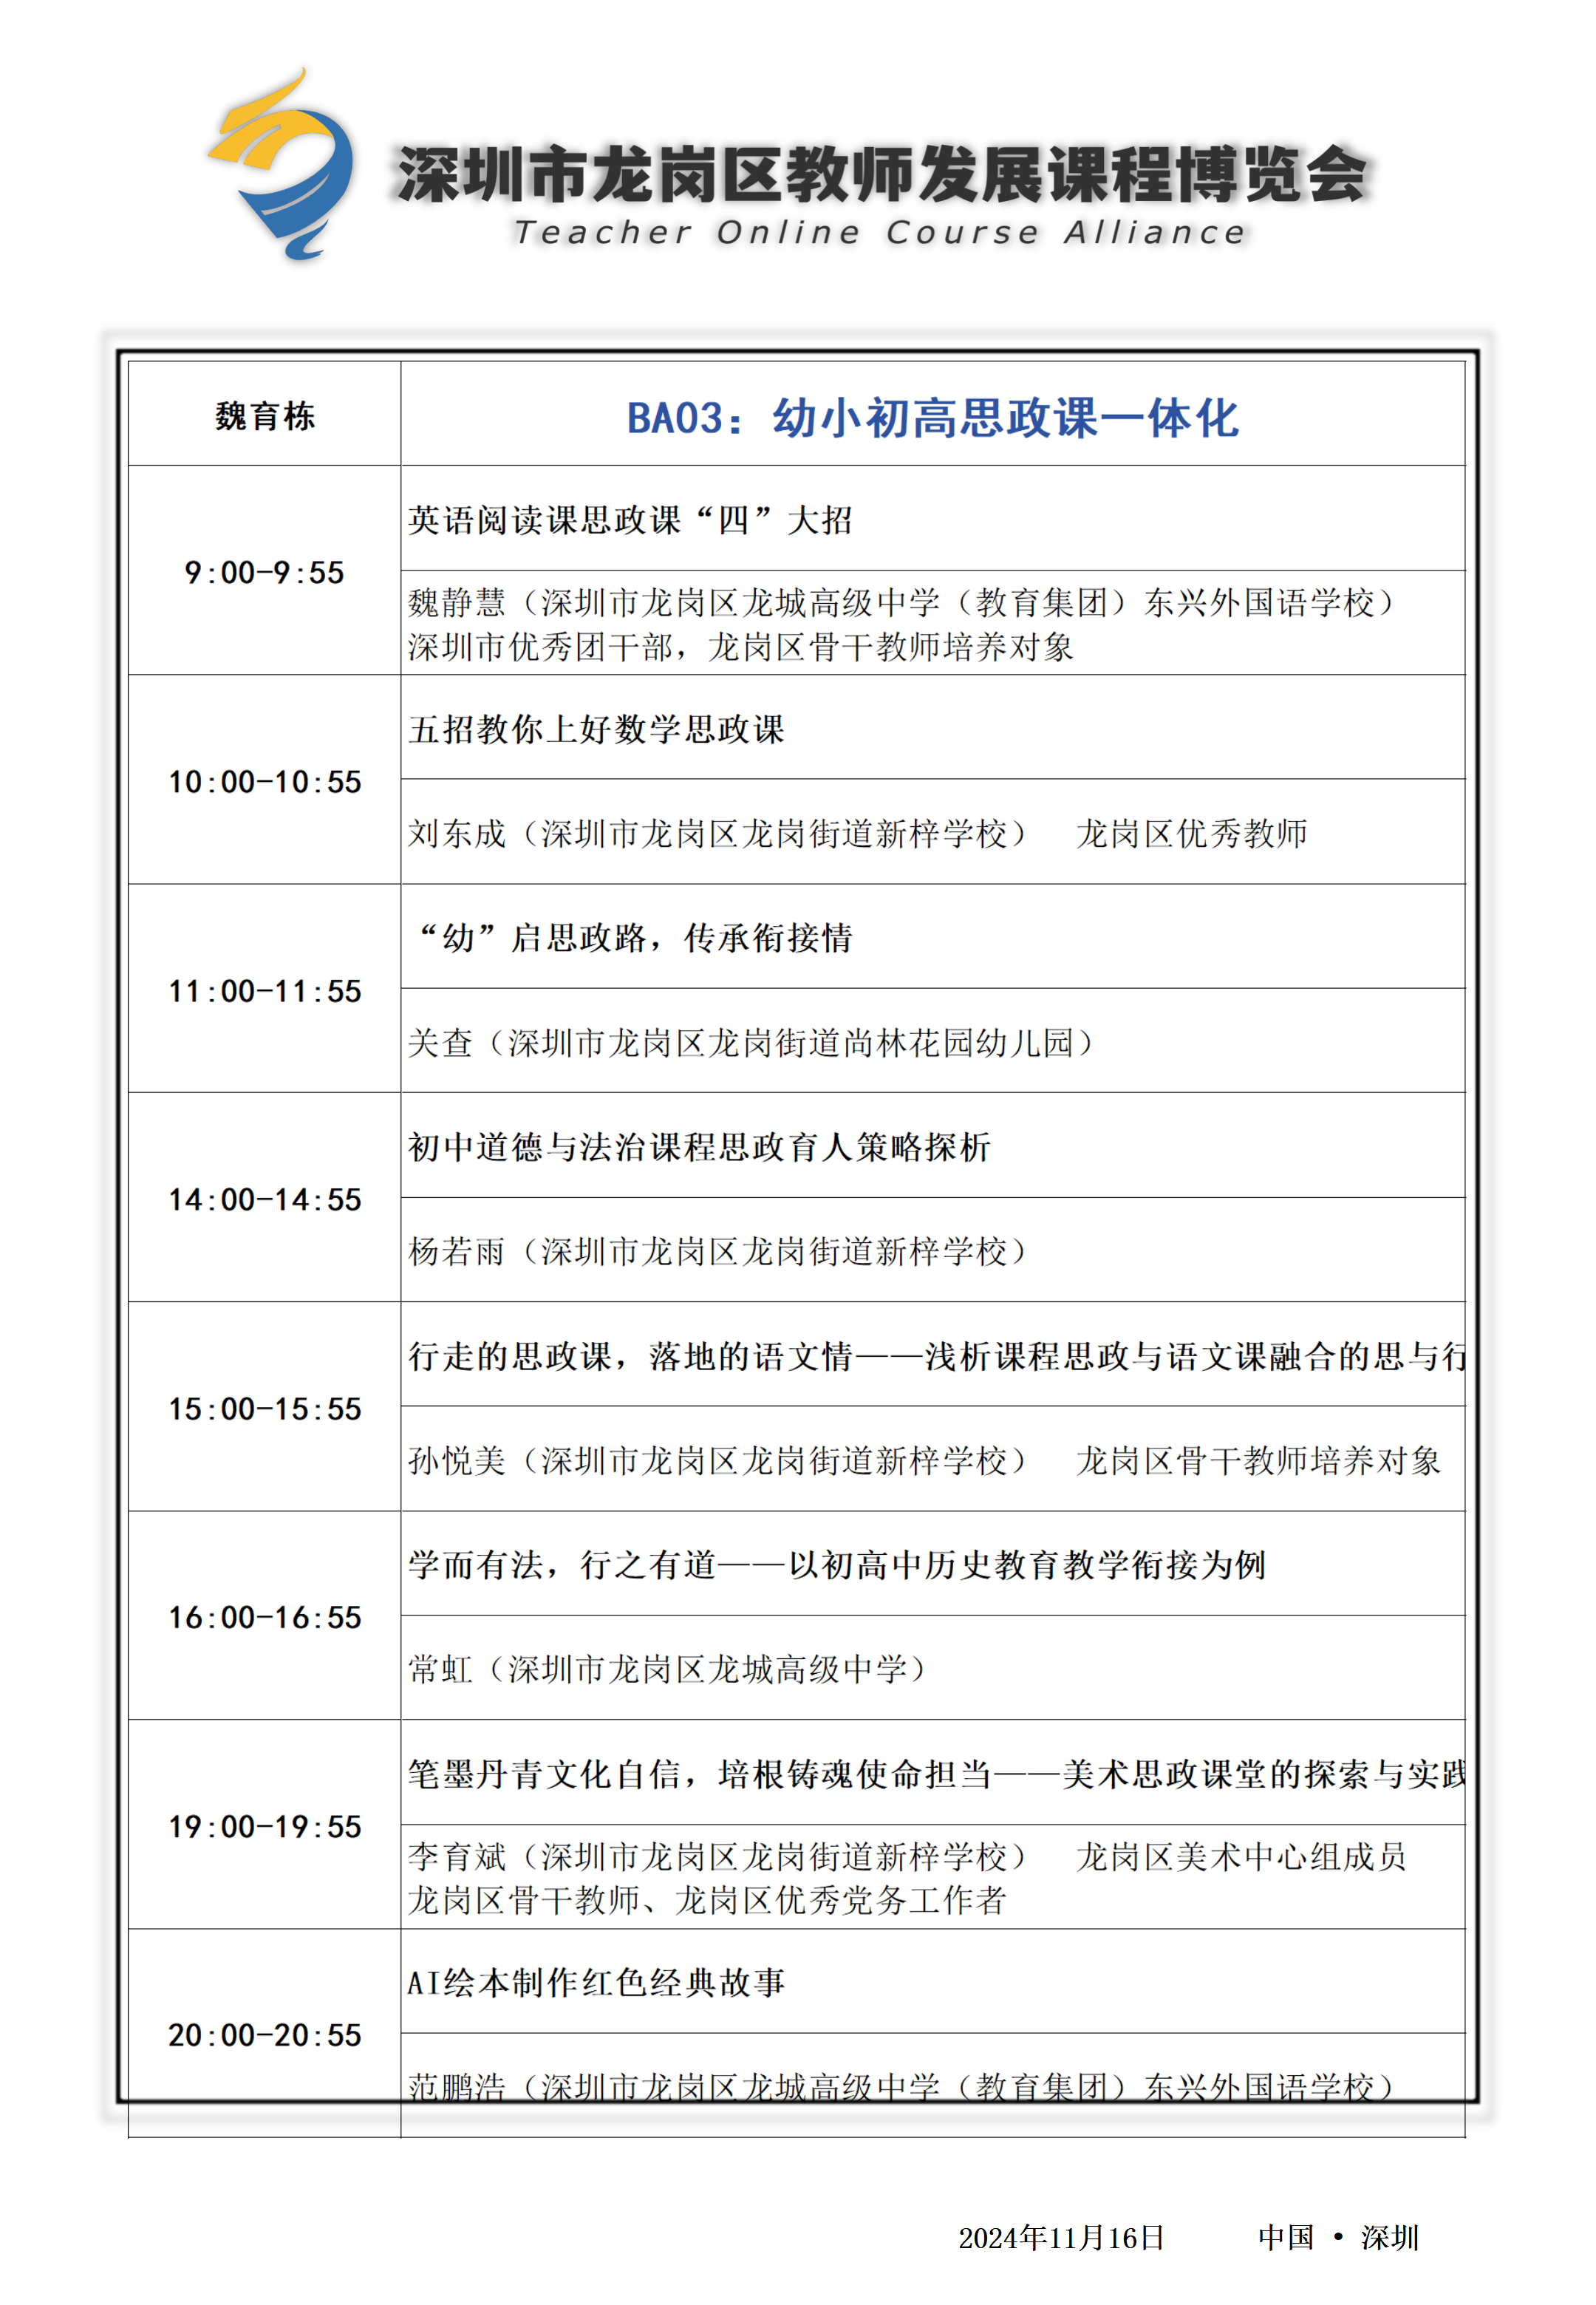 深圳市龙岗区教师发展课程博览会
Teacher Online Course Alliance
魏育栋
BA03：幼小初高思政课一体化
9:00-9:55
英语阅读课思政课“四”大招
魏静慧（深圳市龙岗区龙城高级中学（教育集团）东兴外国语学校）
深圳市优秀团干部，龙岗区骨干教师培养对象
10:00-10:55
五招教你上好数学思政课
刘东成（深圳市龙岗区龙岗街道新梓学校） 龙岗区优秀教师
11:00-11:55
“幼”启思政路，传承衔接情
关查（深圳市龙岗区龙岗街道尚林花园幼儿园）
14:00-14:55
初中道德与法治课程思政育人策略探析
杨若雨（深圳市龙岗区龙岗街道新梓学校）
15:00-15:55
行走的思政课，落地的语文情——浅析课程思政与语文课融合的思与行
孙悦美（深圳市龙岗区龙岗街道新梓学校） 龙岗区骨干教师培养对象
16:00-16:55
学而有法，行之有道——以初高中历史教育教学衔接为例
常虹（深圳市龙岗区龙城高级中学）
19:00-19:55
笔墨丹青文化自信，培根铸魂使命担当——美术思政课堂的探索与实践
李育斌（深圳市龙岗区龙岗街道新梓学校） 龙岗区美术中心组成员
龙岗区骨干教师、龙岗区优秀党务工作者
20:00-20:55
AI绘本制作红色经典故事
范鹏浩（深圳市龙岗区龙城高级中学（教育集团）东兴外国语学校）
2024年11月16日 中国 • 深圳